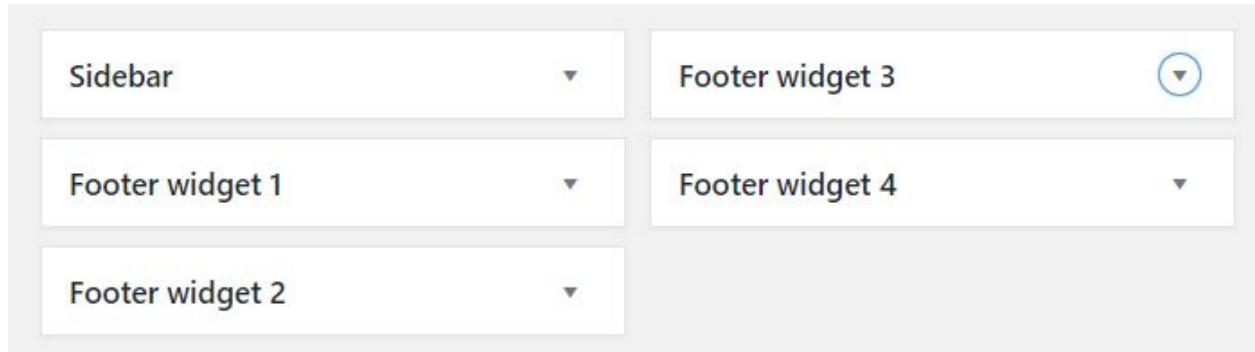 Sidebar
Footer widget 1
Footer widget 2
Footer widget 3
Footer widget 4